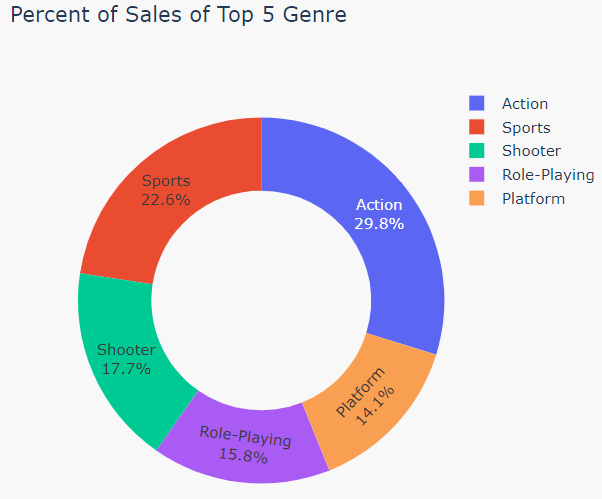 Percent of Sales of Top 5 Genre
Action
Sports
Shooter
Role-Playing
Platform
Sports
22.6%
Action
29.8%
Shooter
17.7%
Platform
14.1%
Role-Playing
15.8%